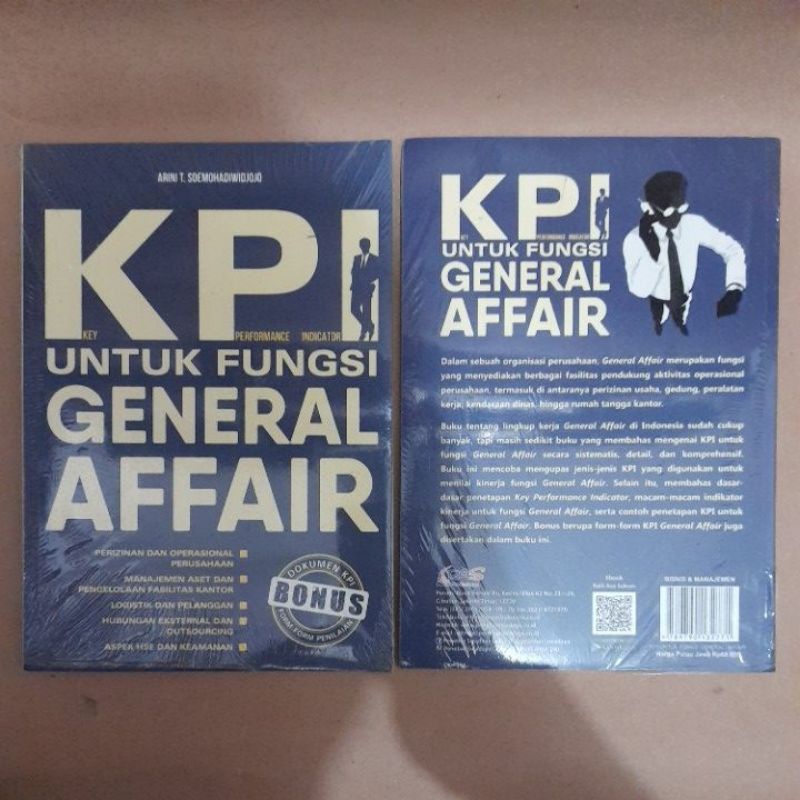 ARINI T. SOEMOHADIWIDJOJO
KPI
KEY PERFORMANCE INDICATOR
UNTUK FUNGSI
GENERAL
AFFAIR
PERIZINAN DAN OPERASIONAL
PERUSAHAAN
MANAJEMEN ASET DAN
PENGELOLAAN FASILITAS KANTOR
LOGISTIK DAN PELANGGAN
HUBUNGAN EKSTERNAL DAN
OUTSOURCING
ASPEK HSE DAN KEAMANAN
DOKUMEN KPI
BONUS
FORM-FORM PENILAIAN
KPI
KEY PERFORMANCE INDICATOR
UNTUK FUNGSI
GENERAL
AFFAIR
Dalam sebuah organisasi perusahaan, General Affair merupakan fungsi
yang menyediakan berbagai fasilitas pendukung aktivitas operasional
perusahaan, termasuk di antaranya perizinan usaha, gedung, peralatan
kerja, kendaraan dinas, hingga rumah tangga kantor.
Buku tentang lingkup kerja General Affair di Indonesia sudah cukup
banyak, tapi masih sedikit buku yang membahas mengenai KPI untuk
fungsi General Affair secara sistematis, detail, dan komprehensif.
Buku ini mencoba mengupas jenis-jenis KPI yang digunakan untuk
menilai kinerja fungsi General Affair. Selain itu, membahas dasar-
dasar penetapan Key Performance Indicator, macam-macam indikator
kinerja untuk fungsi General Affair, serta contoh penetapan KPI untuk
fungsi General Affair. Bonus berupa form-form KPI General Affair juga
disertakan dalam buku ini.
Ebook
BISNIS & MANAJEMEN
Harga Pulau Jawa